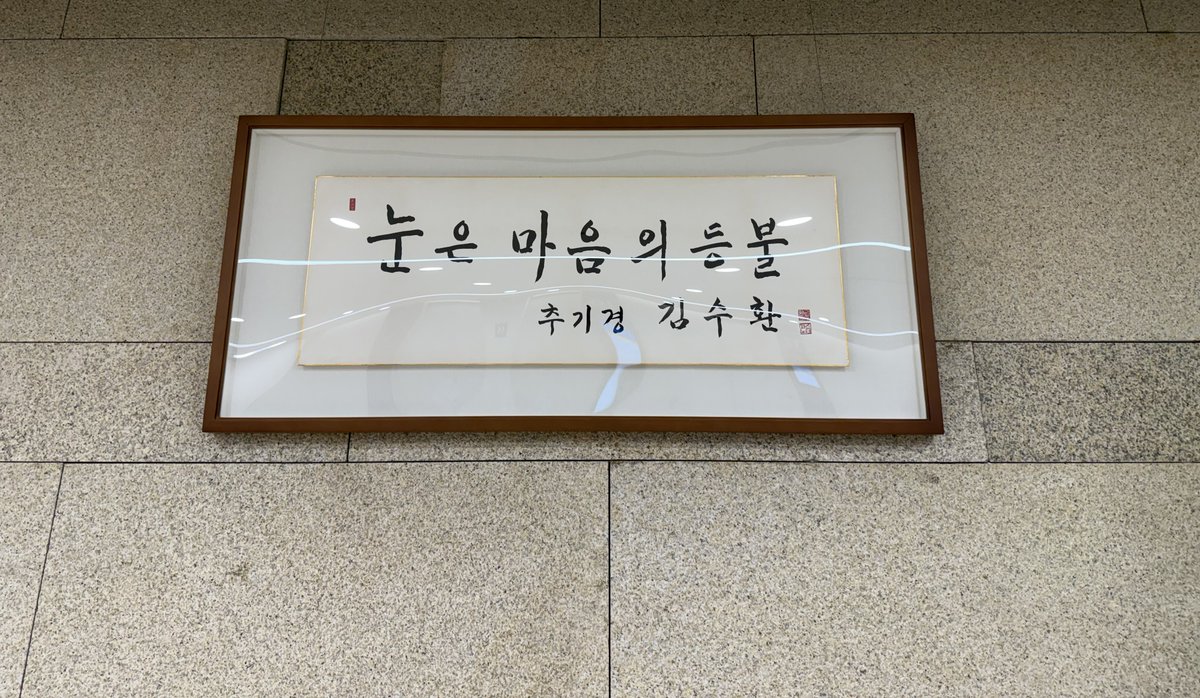 눈은 마음의 등불
추기경 김수환